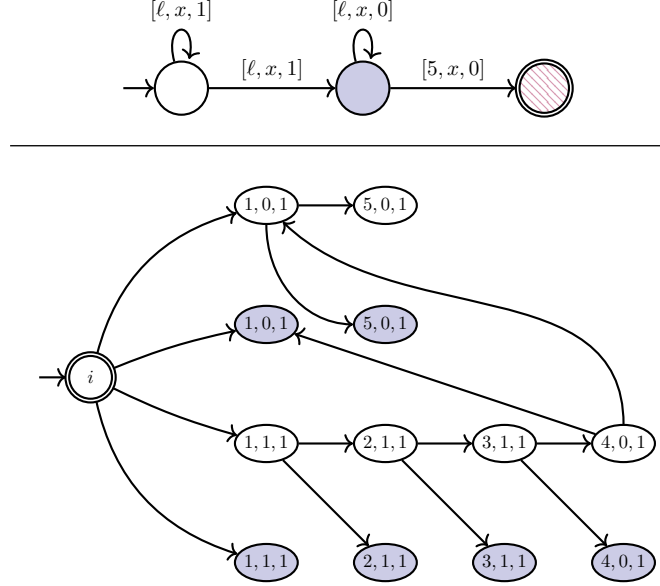 [ℓ, x, 1] [ℓ, x, 0]
[ℓ, x, 1] [5, x, 0]
1, 0, 1 5, 0, 1
1, 0, 1 5, 0, 1
i
1, 1, 1 2, 1, 1 3, 1, 1 4, 0, 1
1, 1, 1 2, 1, 1 3, 1, 1 4, 0, 1